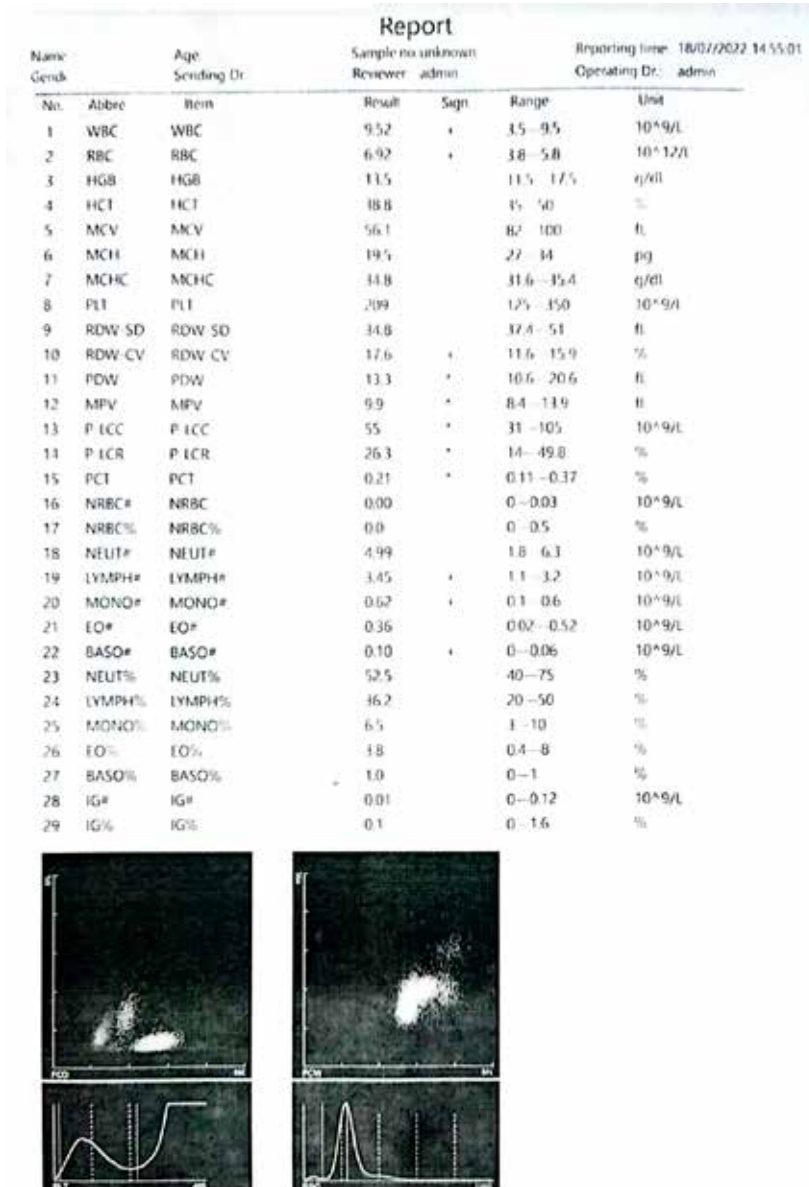 Report
Name Age Sample no unknown Reporting time 18/07/2022 14:55:01
Gende Sending Dr. Reviewer admin Operating Dr.: admin
No. Abbre Item Result Sign Range Unit
1 WBC WBC 9.52 + 3.5--9.5 10^9/L
2 RBC RBC 6.92 + 3.8--5.8 10^12/L
3 HGB HGB 13.5 11.5--17.5 g/dl
4 HCT HCT 38.8 35--50 %
5 MCV MCV 56.1 82--100 fL
6 MCH MCH 19.5 27--34 pg
7 MCHC MCHC 34.8 31.6--35.4 g/dl
8 PLT PLT 209 125--350 10^9/L
9 RDW-SD RDW-SD 34.8 37.4--51 fL
10 RDW-CV RDW-CV 17.6 + 11.6--15.9 %
11 PDW PDW 13.3 * 10.6--20.6 fL
12 MPV MPV 9.9 * 8.4--13.9 fL
13 P-LCC P-LCC 55 * 31--105 10^9/L
14 P-LCR P-LCR 26.3 * 14--49.8 %
15 PCT PCT 0.21 * 0.11--0.37 %
16 NRBC# NRBC 0.00 0--0.03 10^9/L
17 NRBC% NRBC% 0.0 0--0.5 %
18 NEUT# NEUT# 4.99 1.8--6.3 10^9/L
19 LYMPH# LYMPH# 3.45 + 1.1--3.2 10^9/L
20 MONO# MONO# 0.62 + 0.1--0.6 10^9/L
21 EO# EO# 0.36 0.02--0.52 10^9/L
22 BASO# BASO# 0.10 + 0--0.06 10^9/L
23 NEUT% NEUT% 52.5 40--75 %
24 LYMPH% LYMPH% 36.2 20--50 %
25 MONO% MONO% 6.5 3--10 %
26 EO% EO% 3.8 0.4--8 %
27 BASO% BASO% 1.0 0--1 %
28 IG# IG# 0.01 0--0.12 10^9/L
29 IG% IG% 0.1 0--1.6 %